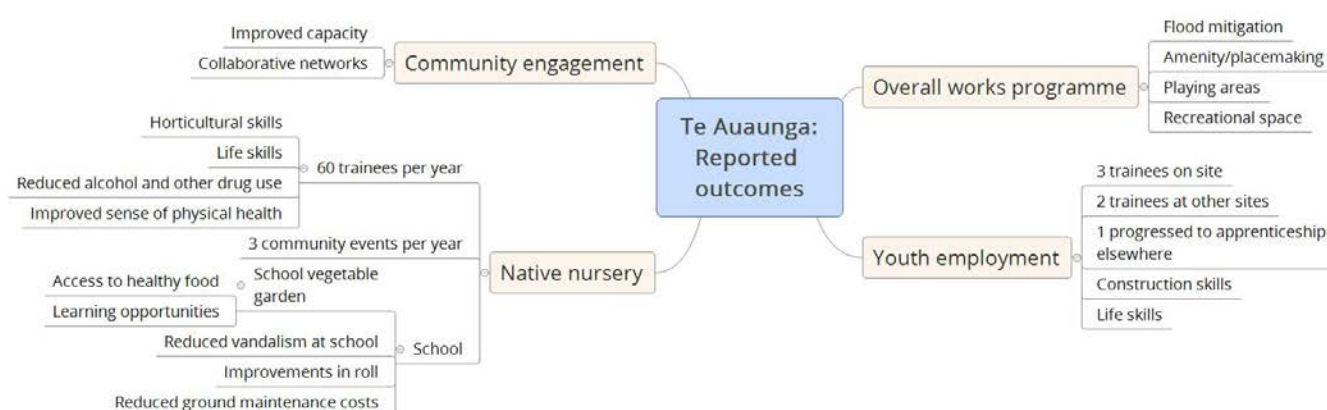 Te Auaunga:
Reported
outcomes
Community engagement
Improved capacity
Collaborative networks
Native nursery
60 trainees per year
Horticultural skills
Life skills
Reduced alcohol and other drug use
Improved sense of physical health
3 community events per year
School
School vegetable
garden
Access to healthy food
Learning opportunities
Reduced vandalism at school
Improvements in roll
Reduced ground maintenance costs
Overall works programme
Flood mitigation
Amenity/placemaking
Playing areas
Recreational space
Youth employment
3 trainees on site
2 trainees at other sites
1 progressed to apprenticeship
elsewhere
Construction skills
Life skills